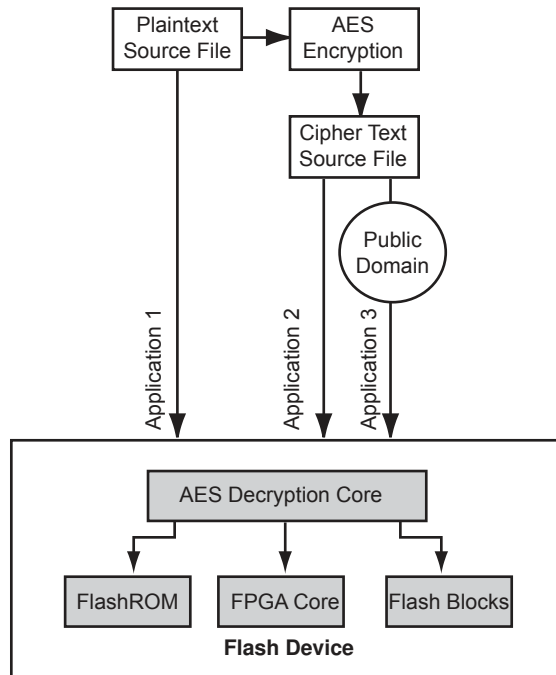 Plaintext
Source File
AES
Encryption
Cipher Text
Source File
Public
Domain
Application 1
Application 2
Application 3
AES Decryption Core
FlashROM
FPGA Core
Flash Blocks
Flash Device